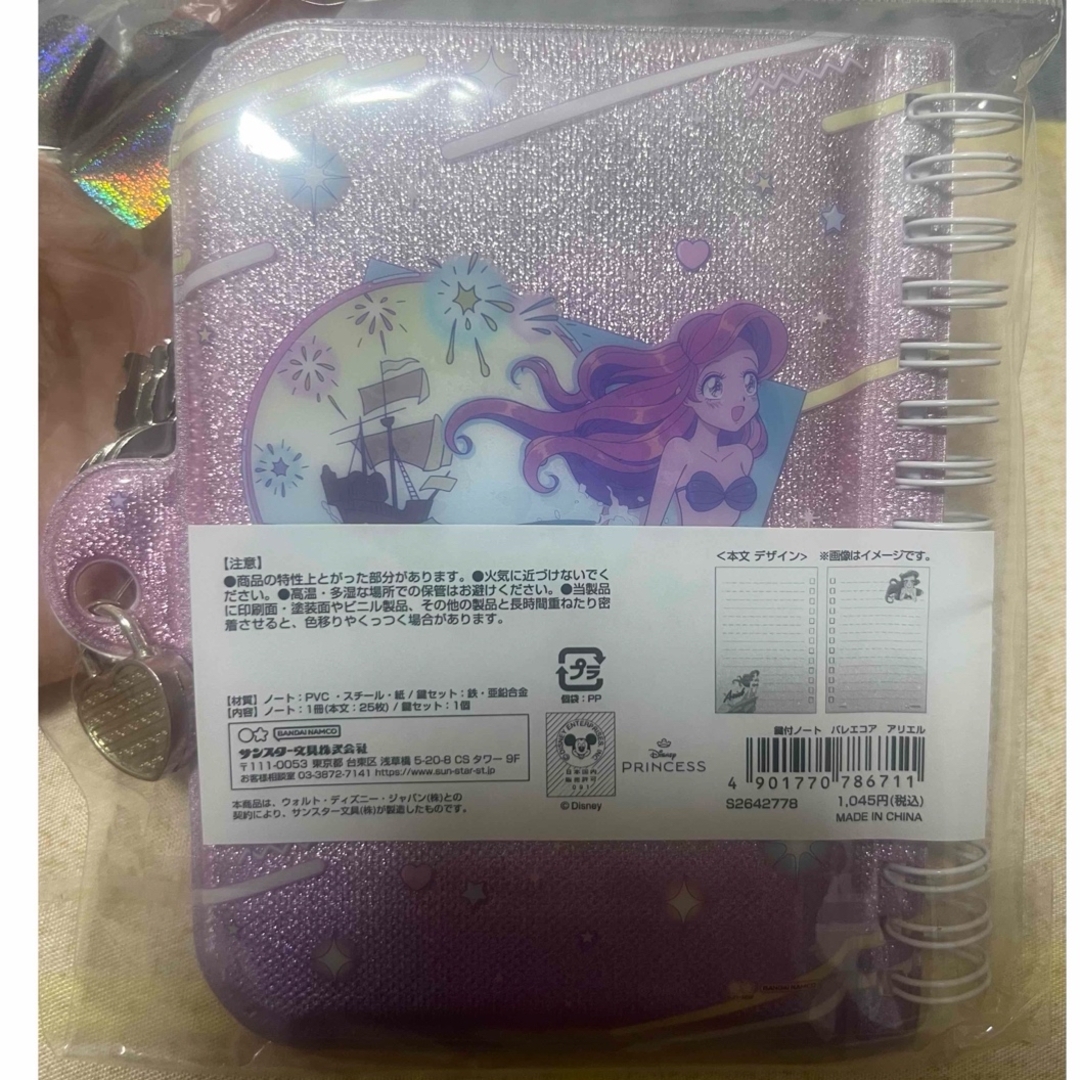 【注意】
●商品の特性上とがった部分があります。●火気に近づけないでく
ださい。●高温・多湿な場所での保管はお避けください。●当製品
に印刷面・塗装面やビニル製品、その他の製品と長時間重ねたり密
着させると、色移りやくっつく場合があります。
プラ
個袋：PP
【材質】ノート：PVC・スチール・紙/鍵セット：鉄・亜鉛合金
【内容】ノート：1冊(本文：25枚)/鍵セット：1個
BANDAI NAMCO
サンスター文具株式会社
〒111-0053 東京都 台東区 浅草橋 5-20-8 CS タワー 9F
お客様相談室 03-3872-7141 https://www.sun-star-st.jp
本商品は、ウォルト・ディズニー・ジャパン(株)との
契約により、サンスター文具(株)が製造したものです。
© Disney
Disney
PRINCESS
＜本文 デザイン＞ ※画像はイメージです。
鍵付ノート バレエコア アリエル
4 901770 786711
S2642778 1,045円(税込)
MADE IN CHINA